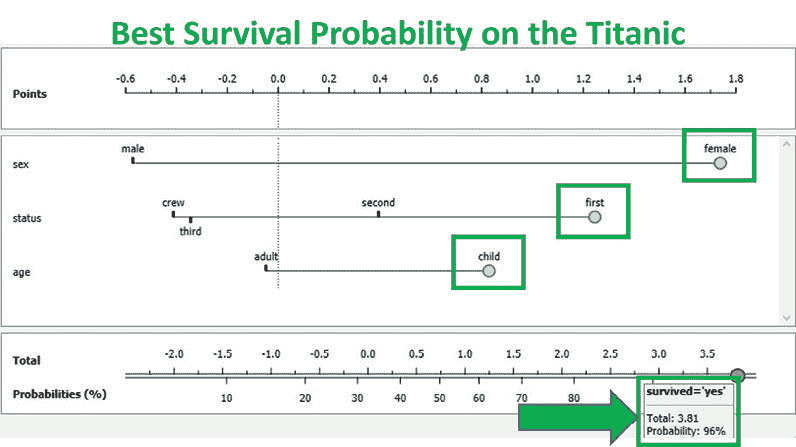 Best Survival Probability on the Titanic
Points
-0.6 -0.4 -0.2 0.0 0.2 0.4 0.6 0.8 1.0 1.2 1.4 1.6 1.8
male female
sex
crew second first
status
third
adult child
age
Total
-2.0 -1.5 -1.0 -0.5 0.0 0.5 1.0 1.5 2.0 2.5 3.0 3.5
Probabilities (%)
10 20 30 40 50 60 70 80
survived='yes'
Total: 3.81
Probability: 96%